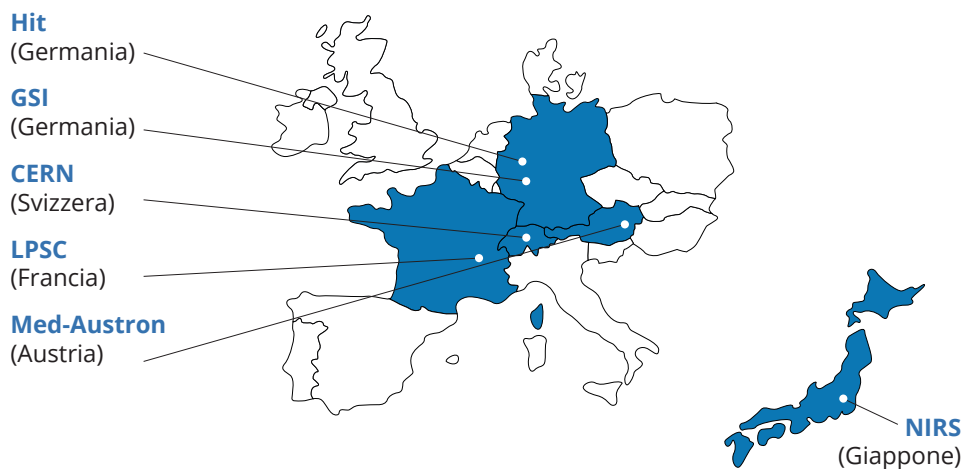 Hit
(Germania)
GSI
(Germania)
CERN
(Svizzera)
LPSC
(Francia)
Med-Austron
(Austria)
NIRS
(Giappone)